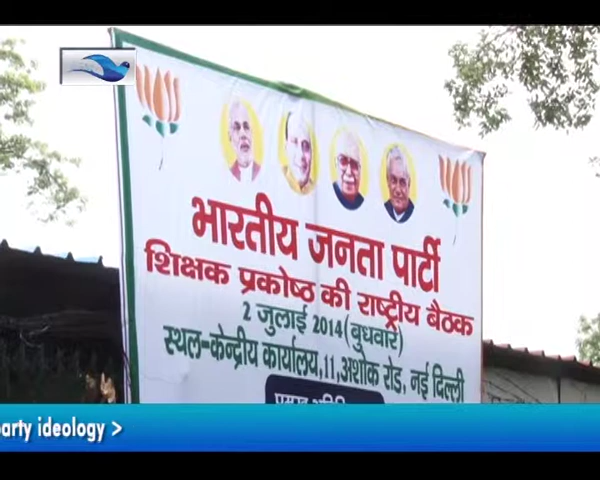 भारतीय जनता पार्टी
शिक्षक प्रकोष्ठ की राष्ट्रीय बैठक
2 जुलाई 2014 (बुधवार)
स्थल-केन्द्रीय कार्यालय,11,अशोक रोड, नई दिल्ली
party ideology >